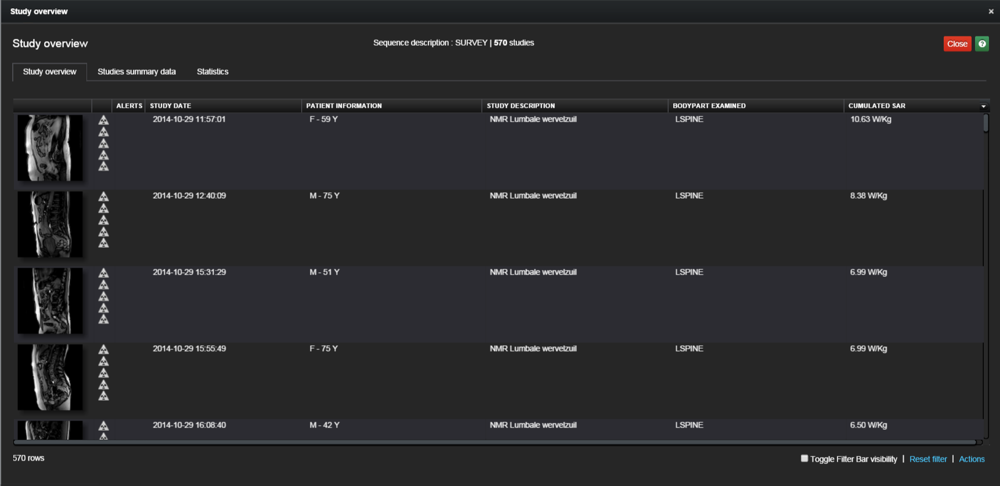 Study overview ×
Study overview Sequence description : SURVEY | 570 studies Close ?
Study overview Studies summary data Statistics
ALERTS STUDY DATE PATIENT INFORMATION STUDY DESCRIPTION BODYPART EXAMINED CUMULATED SAR
2014-10-29 11:57:01 F - 59 Y NMR Lumbale wervelzuil LSPINE 10.63 W/Kg
2014-10-29 12:40:09 M - 75 Y NMR Lumbale wervelzuil LSPINE 8.38 W/Kg
2014-10-29 15:31:29 M - 51 Y NMR Lumbale wervelzuil LSPINE 6.99 W/Kg
2014-10-29 15:55:49 F - 75 Y NMR Lumbale wervelzuil LSPINE 6.99 W/Kg
2014-10-29 16:08:40 M - 42 Y NMR Lumbale wervelzuil LSPINE 6.50 W/Kg
570 rows Toggle Filter Bar visibility | Reset filter | Actions